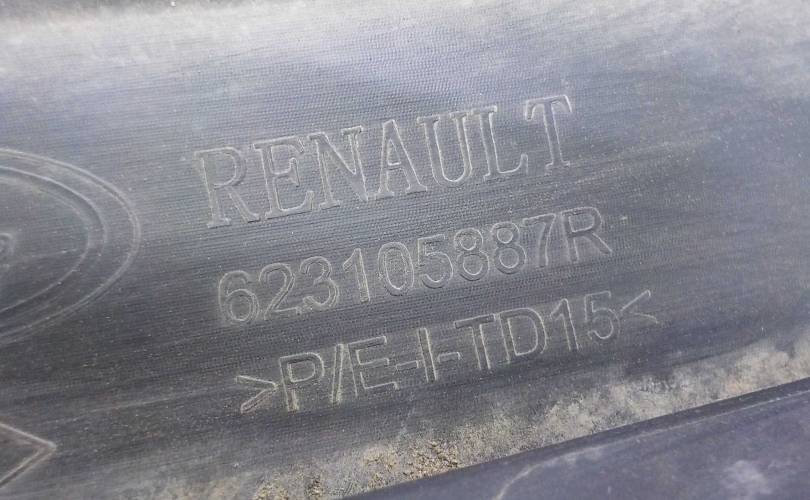 RENAULT
623105887R
>P/E-I-TD15<